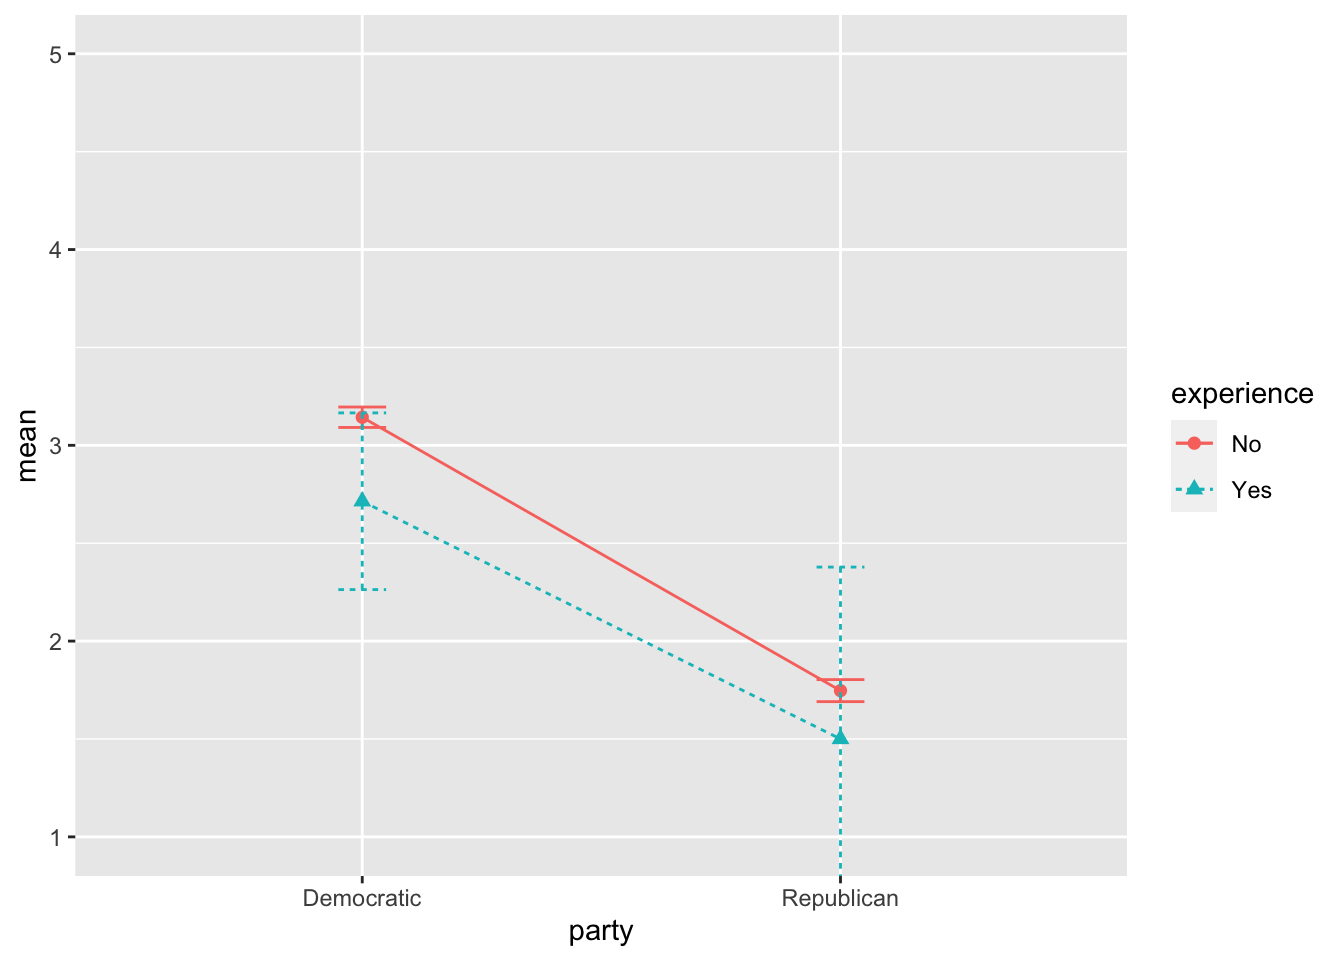 5
4
3
2
1
mean
Democratic
Republican
party
experience
No
Yes